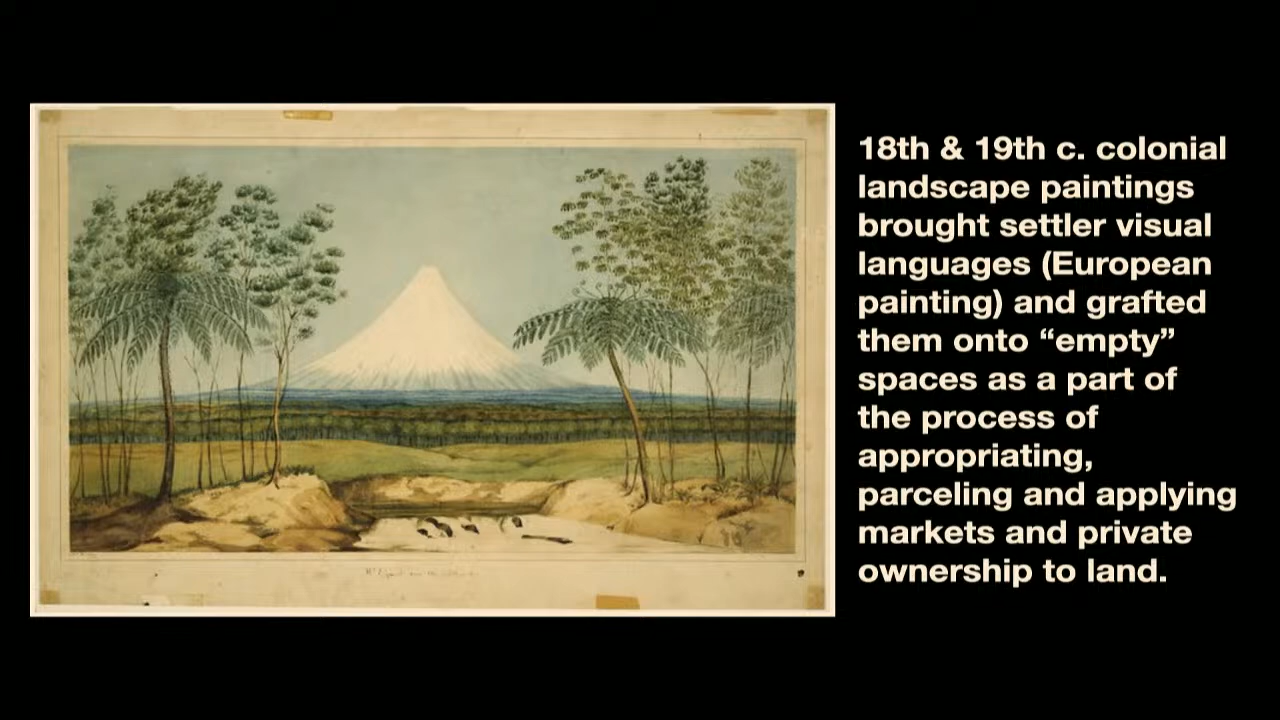 18th & 19th c. colonial
landscape paintings
brought settler visual
languages (European
painting) and grafted
them onto “empty”
spaces as a part of
the process of
appropriating,
parceling and applying
markets and private
ownership to land.